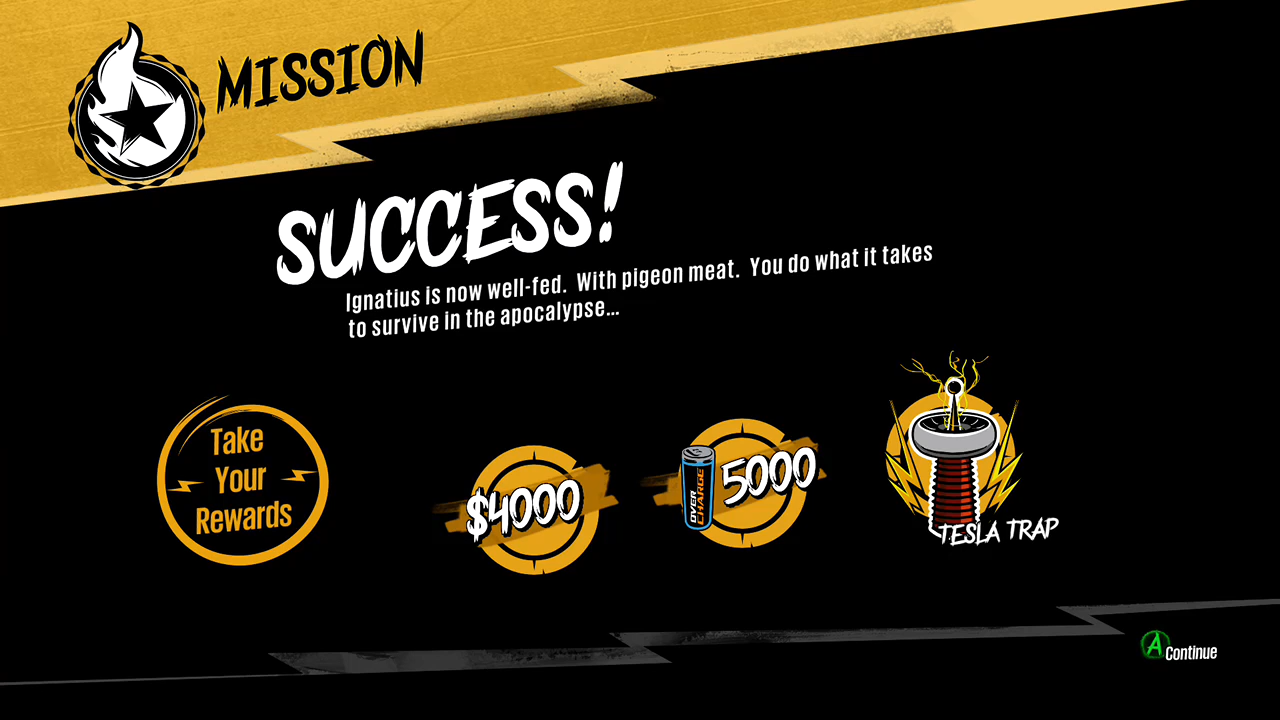 MISSION
SUCCESS!
Ignatius is now well-fed.  With pigeon meat.  You do what it takes
to survive in the apocalypse...
Take
Your
Rewards
$4000
OVER
CHARGE
5000
TESLA TRAP
A Continue